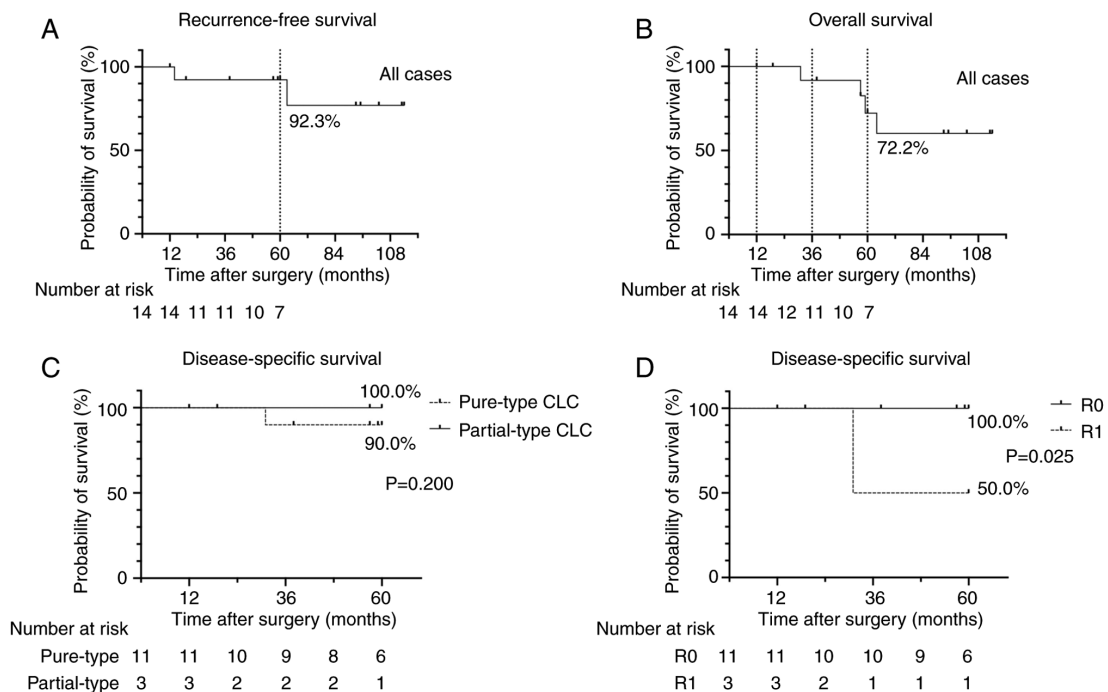 A
Recurrence-free survival
Probability of survival (%)
100
50
0
All cases
92.3%
12 36 60 84 108
Time after surgery (months)
Number at risk
14 14 11 11 10 7
B
Overall survival
Probability of survival (%)
100
50
0
All cases
72.2%
12 36 60 84 108
Time after surgery (months)
Number at risk
14 14 12 11 10 7
C
Disease-specific survival
Probability of survival (%)
100
50
0
100.0%
90.0%
Pure-type CLC
Partial-type CLC
P=0.200
12 36 60
Time after surgery (months)
Number at risk
Pure-type 11 11 10 9 8 6
Partial-type 3 3 2 2 2 1
D
Disease-specific survival
Probability of survival (%)
100
50
0
100.0%
50.0%
R0
R1
P=0.025
12 36 60
Time after surgery (months)
Number at risk
R0 11 11 10 10 9 6
R1 3 3 2 1 1 1